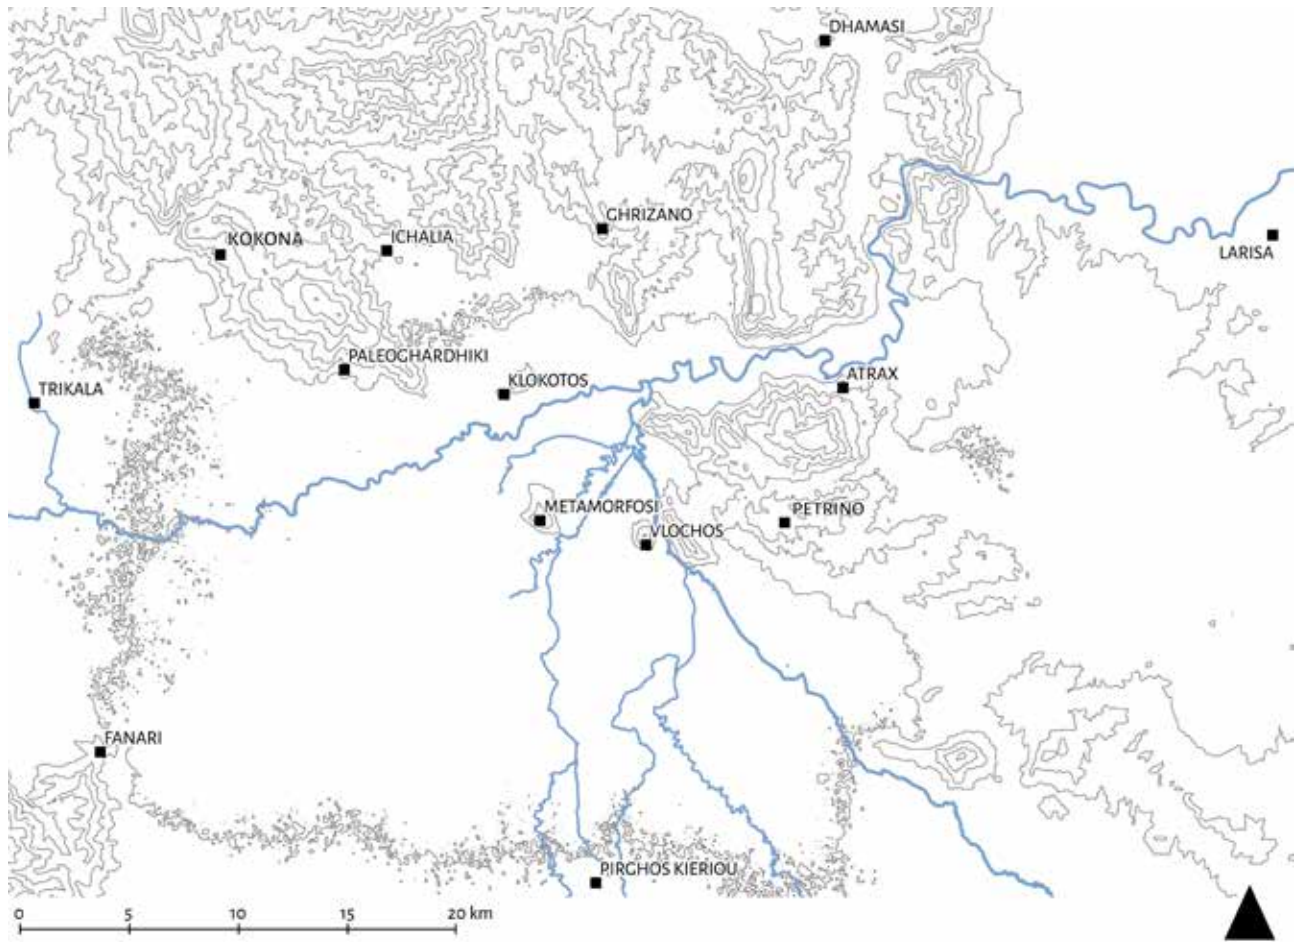 DHAMASI
GHRIZANO
KOKONA
ICHALIA
LARISA
PALEOGHARDHIKI
KLOKOTOS
ATRAX
TRIKALA
METAMORFOSI
PETRINO
VLOCHOS
FANARI
PIRGHOS KIERIOU
0 5 10 15 20 km